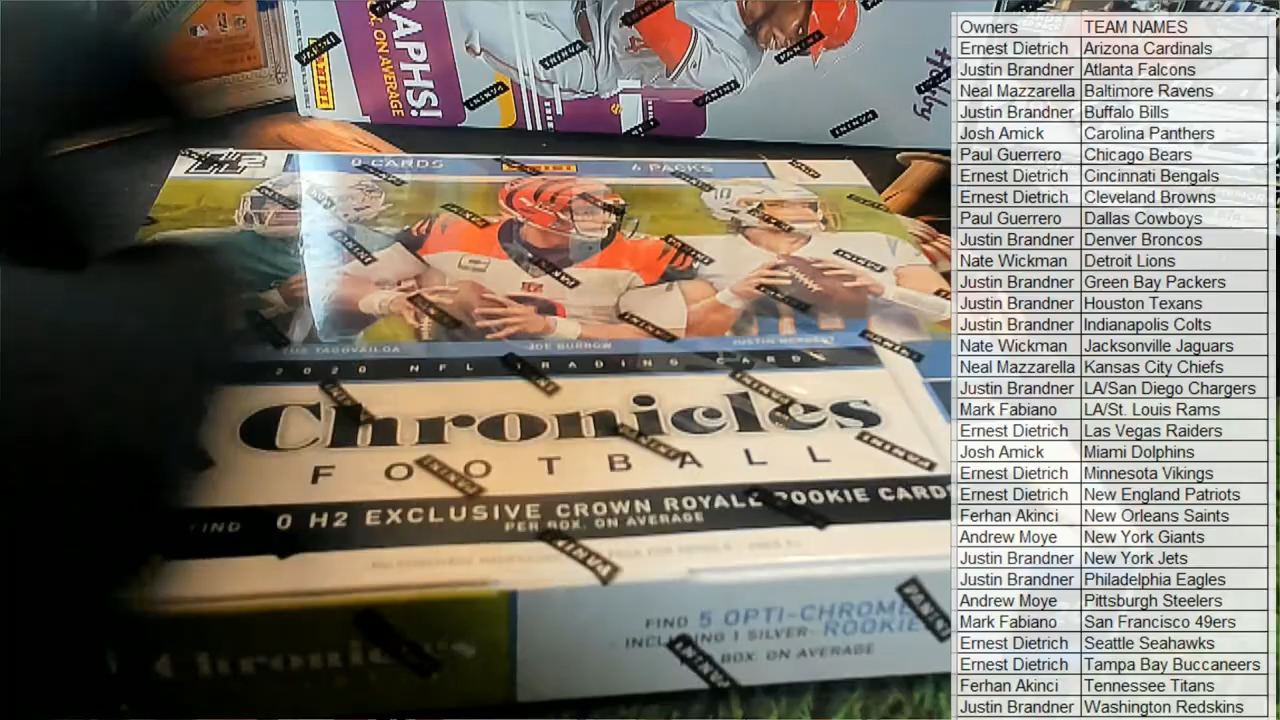 RAPHS!
ON AVERAGE
PANINI
H2
0 CARDS
PANINI
4 PACKS
JOE BURROW
2020 NFL TRADING CARDS
Chronicles
FOOTBALL
FIND 0 H2 EXCLUSIVE CROWN ROYALE ROOKIE CARDS
PER BOX, ON AVERAGE
Chronicles
FIND 5 OPTI-CHROME
INCLUDING 1 SILVER ROOKIE
BOX, ON AVERAGE
Owners TEAM NAMES
Ernest Dietrich Arizona Cardinals
Justin Brandner Atlanta Falcons
Neal Mazzarella Baltimore Ravens
Justin Brandner Buffalo Bills
Josh Amick Carolina Panthers
Paul Guerrero Chicago Bears
Ernest Dietrich Cincinnati Bengals
Ernest Dietrich Cleveland Browns
Paul Guerrero Dallas Cowboys
Justin Brandner Denver Broncos
Nate Wickman Detroit Lions
Justin Brandner Green Bay Packers
Justin Brandner Houston Texans
Justin Brandner Indianapolis Colts
Nate Wickman Jacksonville Jaguars
Neal Mazzarella Kansas City Chiefs
Justin Brandner LA/San Diego Chargers
Mark Fabiano LA/St. Louis Rams
Ernest Dietrich Las Vegas Raiders
Josh Amick Miami Dolphins
Ernest Dietrich Minnesota Vikings
Ernest Dietrich New England Patriots
Ferhan Akinci New Orleans Saints
Andrew Moye New York Giants
Justin Brandner New York Jets
Justin Brandner Philadelphia Eagles
Andrew Moye Pittsburgh Steelers
Mark Fabiano San Francisco 49ers
Ernest Dietrich Seattle Seahawks
Ernest Dietrich Tampa Bay Buccaneers
Ferhan Akinci Tennessee Titans
Justin Brandner Washington Redskins